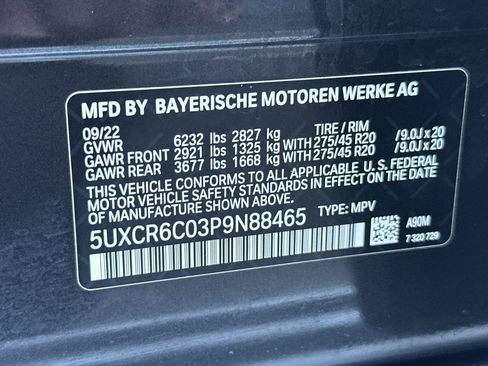 MFD BY BAYERISCHE MOTOREN WERKE AG
09/22
GVWR 6232 lbs 2827 kg TIRE / RIM
GAWR FRONT 2921 lbs 1325 kg WITH 275/45 R20 /9.0J x 20
GAWR REAR 3677 lbs 1668 kg WITH 275/45 R20 /9.0J x 20
THIS VEHICLE CONFORMS TO ALL APPLICABLE U.S. FEDERAL
MOTOR VEHICLE SAFETY STANDARDS IN EFFECT ON THE DATE
OF MANUFACTURE SHOWN ABOVE.
5UXCR6C03P9N88465 TYPE: MPV
A90M
7 320 729